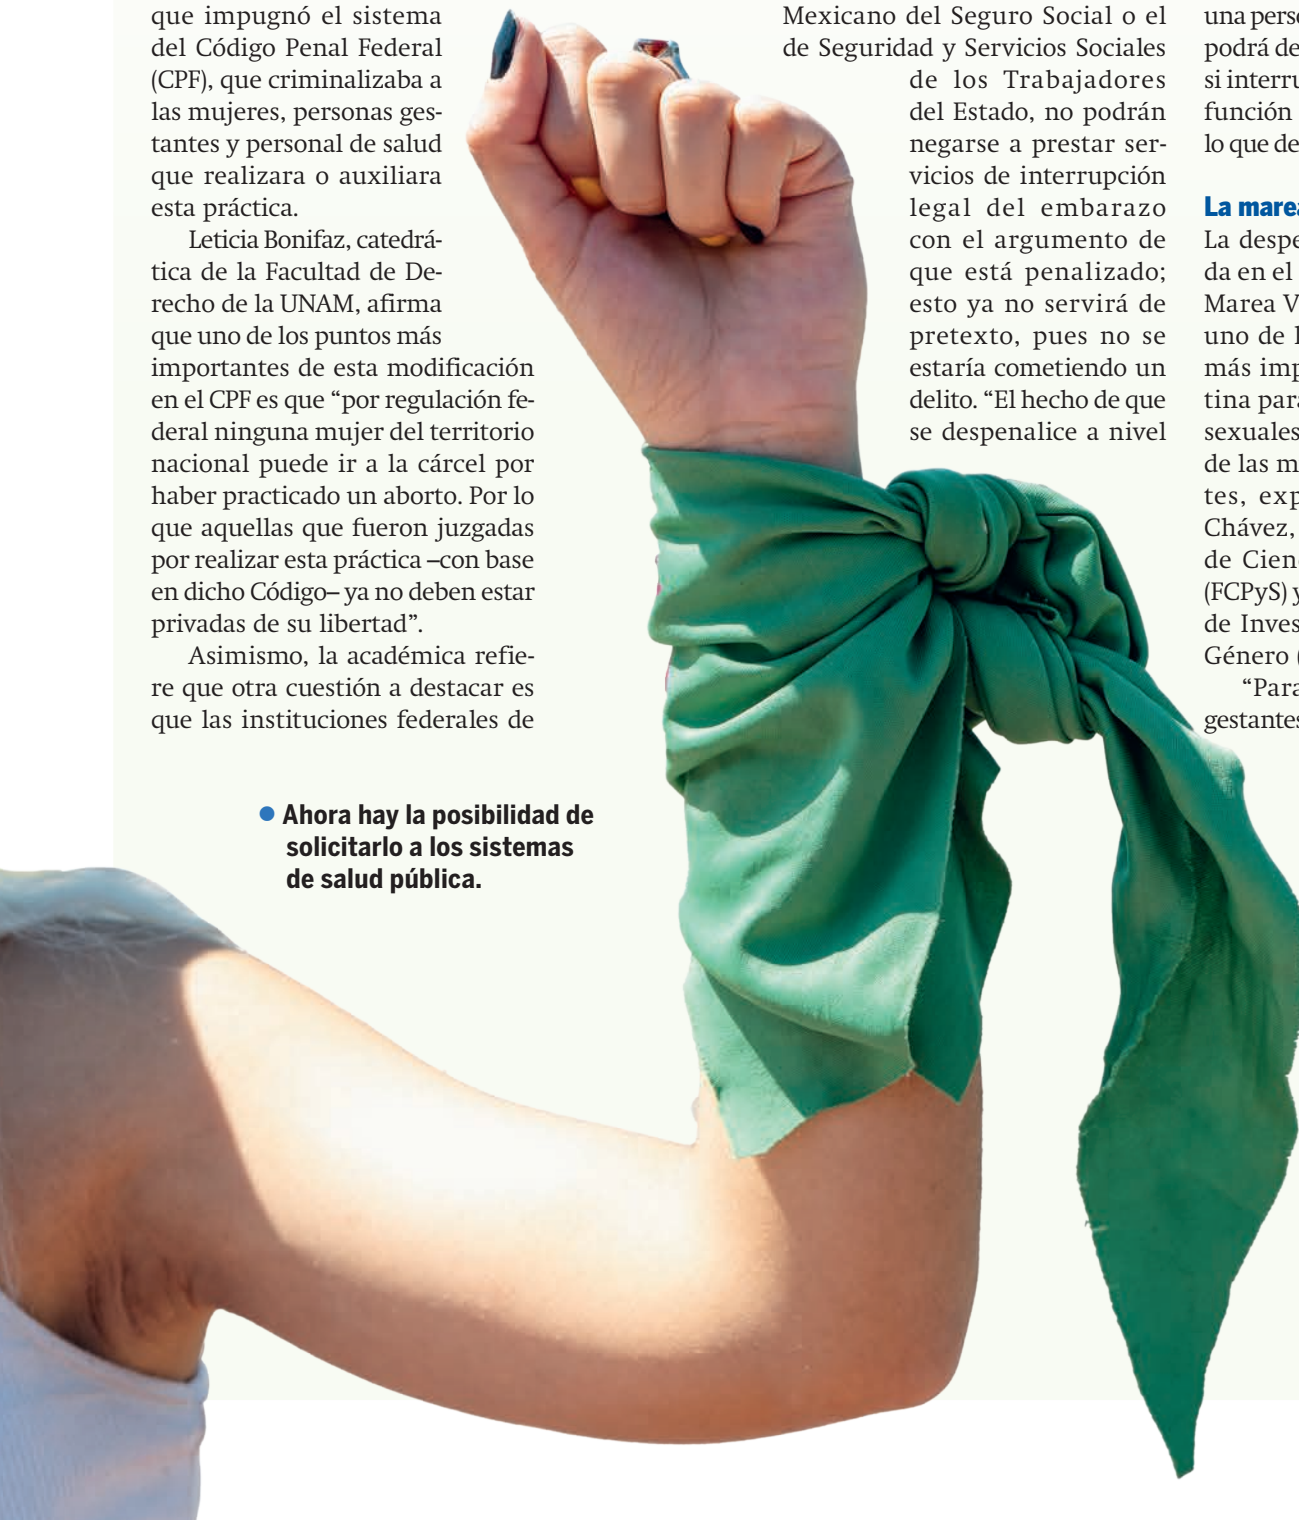 que impugnó el sistema
del Código Penal Federal
(CPF), que criminalizaba a
las mujeres, personas ges-
tantes y personal de salud
que realizara o auxiliara
esta práctica.
Leticia Bonifaz, catedrá-
tica de la Facultad de De-
recho de la UNAM, afirma
que uno de los puntos más
importantes de esta modificación
en el CPF es que “por regulación fe-
deral ninguna mujer del territorio
nacional puede ir a la cárcel por
haber practicado un aborto. Por lo
que aquellas que fueron juzgadas
por realizar esta práctica –con base
en dicho Código– ya no deben estar
privadas de su libertad”.
Asimismo, la académica refie-
re que otra cuestión a destacar es
que las instituciones federales de
● Ahora hay la posibilidad de
solicitarlo a los sistemas
de salud pública.
Mexicano del Seguro Social o el
de Seguridad y Servicios Sociales
de los Trabajadores
del Estado, no podrán
negarse a prestar ser-
vicios de interrupción
legal del embarazo
con el argumento de
que está penalizado;
esto ya no servirá de
pretexto, pues no se
estaría cometiendo un
delito. “El hecho de que
se despenalice a nivel
una
podrá de
si
función
lo que de
La
La
da en el
Marea
uno de
más
tina
sexuales
de las
tes,
Chávez,
de
(FCPyS) y
de
Género
“Para
gestantes